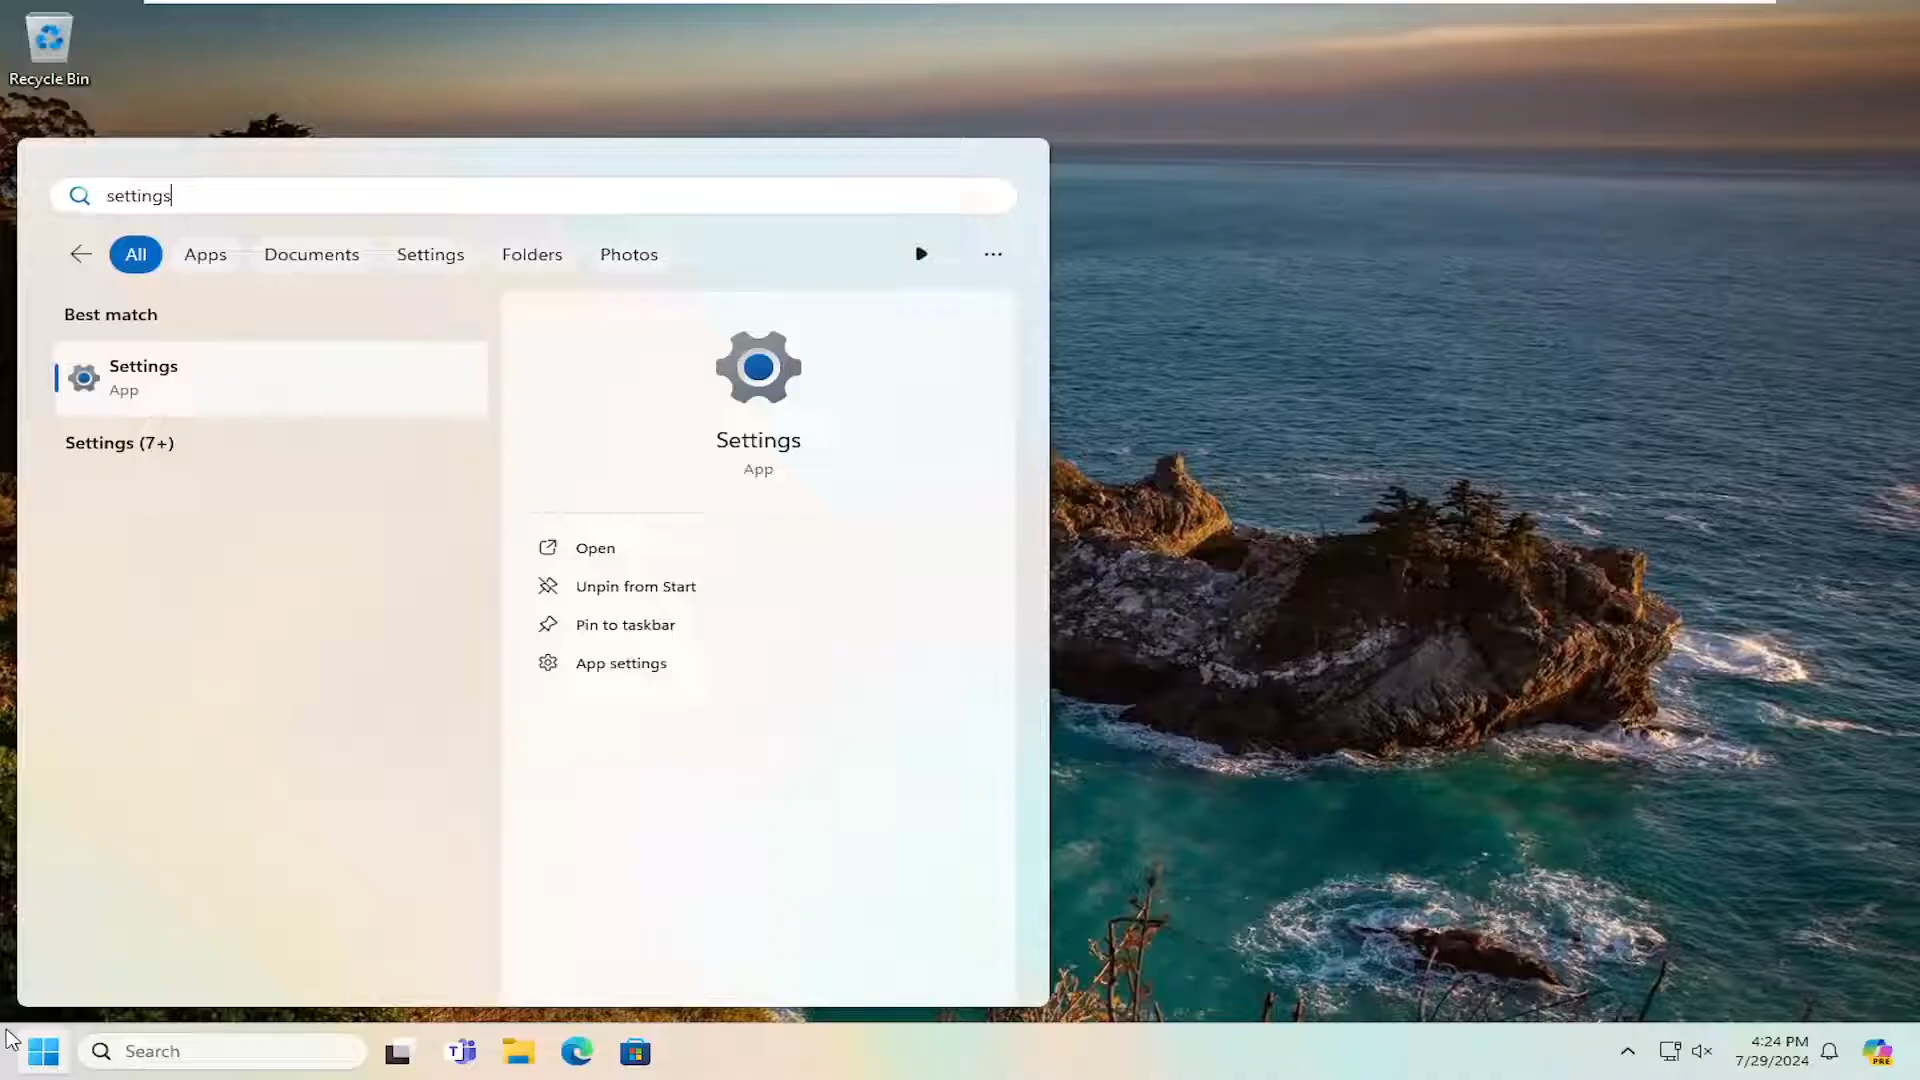 Recycle Bin
settings
All
Apps
Documents
Settings
Folders
Photos
Best match
Settings
App
Settings (7+)
Settings
App
Open
Unpin from Start
Pin to taskbar
App settings
Search
4:24 PM
7/29/2024
PRE